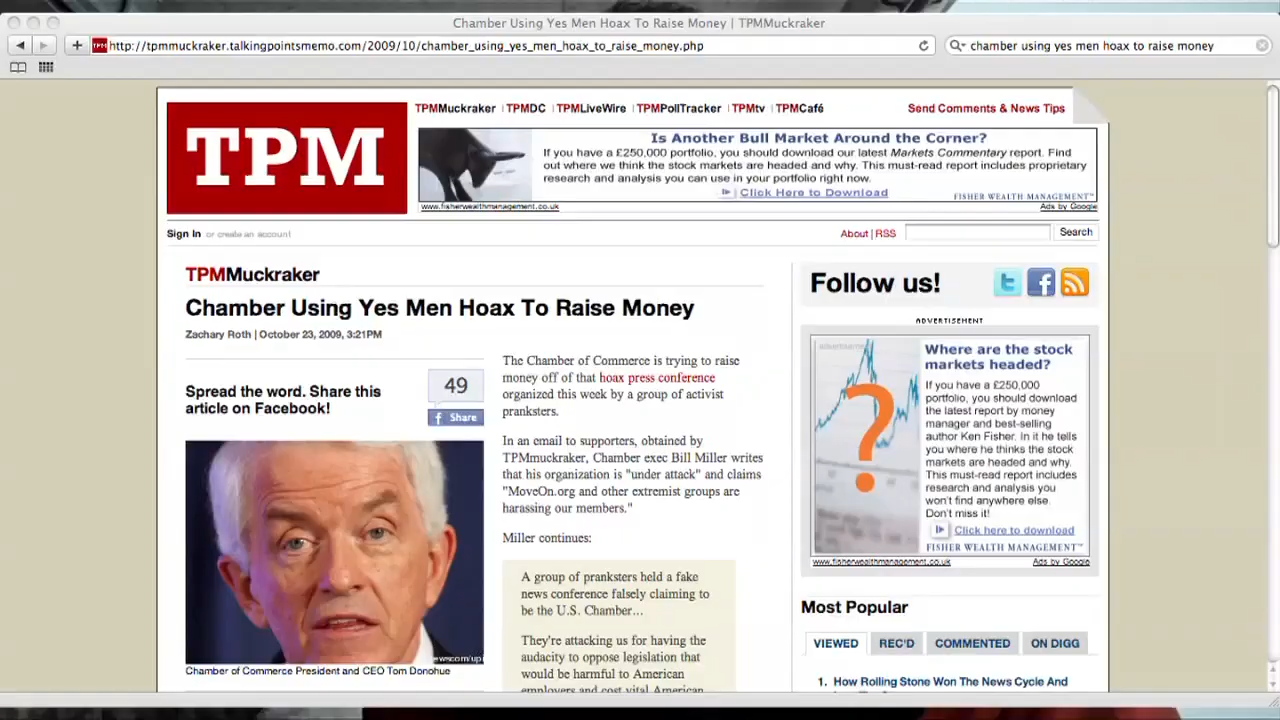 Chamber Using Yes Men Hoax To Raise Money | TPMMuckraker
http://tpmmuckraker.talkingpointsmemo.com/2009/10/chamber_using_yes_men_hoax_to_raise_money.php
chamber using yes men hoax to raise money
TPM
TPMMuckraker TPMDC TPMLiveWire TPMPollTracker TPMtv TPMCafé
Send Comments & News Tips
Is Another Bull Market Around the Corner?
If you have a £250,000 portfolio, you should download our latest Markets Commentary report. Find
out where we think the stock markets are headed and why. This must-read report includes proprietary
research and analysis you can use in your portfolio right now.
Click Here to Download
FISHER WEALTH MANAGEMENT™
www.fisherwealthmanagement.co.uk
Ads by Google
Sign In or create an account!
About | RSS
Search
TPMMuckraker
Chamber Using Yes Men Hoax To Raise Money
Zachary Roth | October 23, 2009, 3:21PM
Spread the word. Share this
article on Facebook!
49
Share
Chamber of Commerce President and CEO Tom Donohue
The Chamber of Commerce is trying to raise
money off of that hoax press conference
organized this week by a group of activist
pranksters.
In an email to supporters, obtained by
TPMmuckraker, Chamber exec Bill Miller writes
that his organization is "under attack" and claims
"MoveOn.org and other extremist groups are
harassing our members."
Miller continues:
A group of pranksters held a fake
news conference falsely claiming to
be the U.S. Chamber...
They're attacking us for having the
audacity to oppose legislation that
would be harmful to American
employers and cost vital American
Follow us!
ADVERTISEMENT
advertisement
Where are the stock
markets headed?
If you have a £250,000
portfolio, you should download
the latest report by money
manager and best-selling
author Ken Fisher. In it he tells
you where he thinks the stock
markets are headed and why.
This must-read report includes
research and analysis you
won't find anywhere else.
Don't miss it!
Click here to download
FISHER WEALTH MANAGEMENT™
www.fisherwealthmanagement.co.uk
Ads by Google
Most Popular
VIEWED REC'D COMMENTED ON DIGG
1. How Rolling Stone Won The News Cycle And